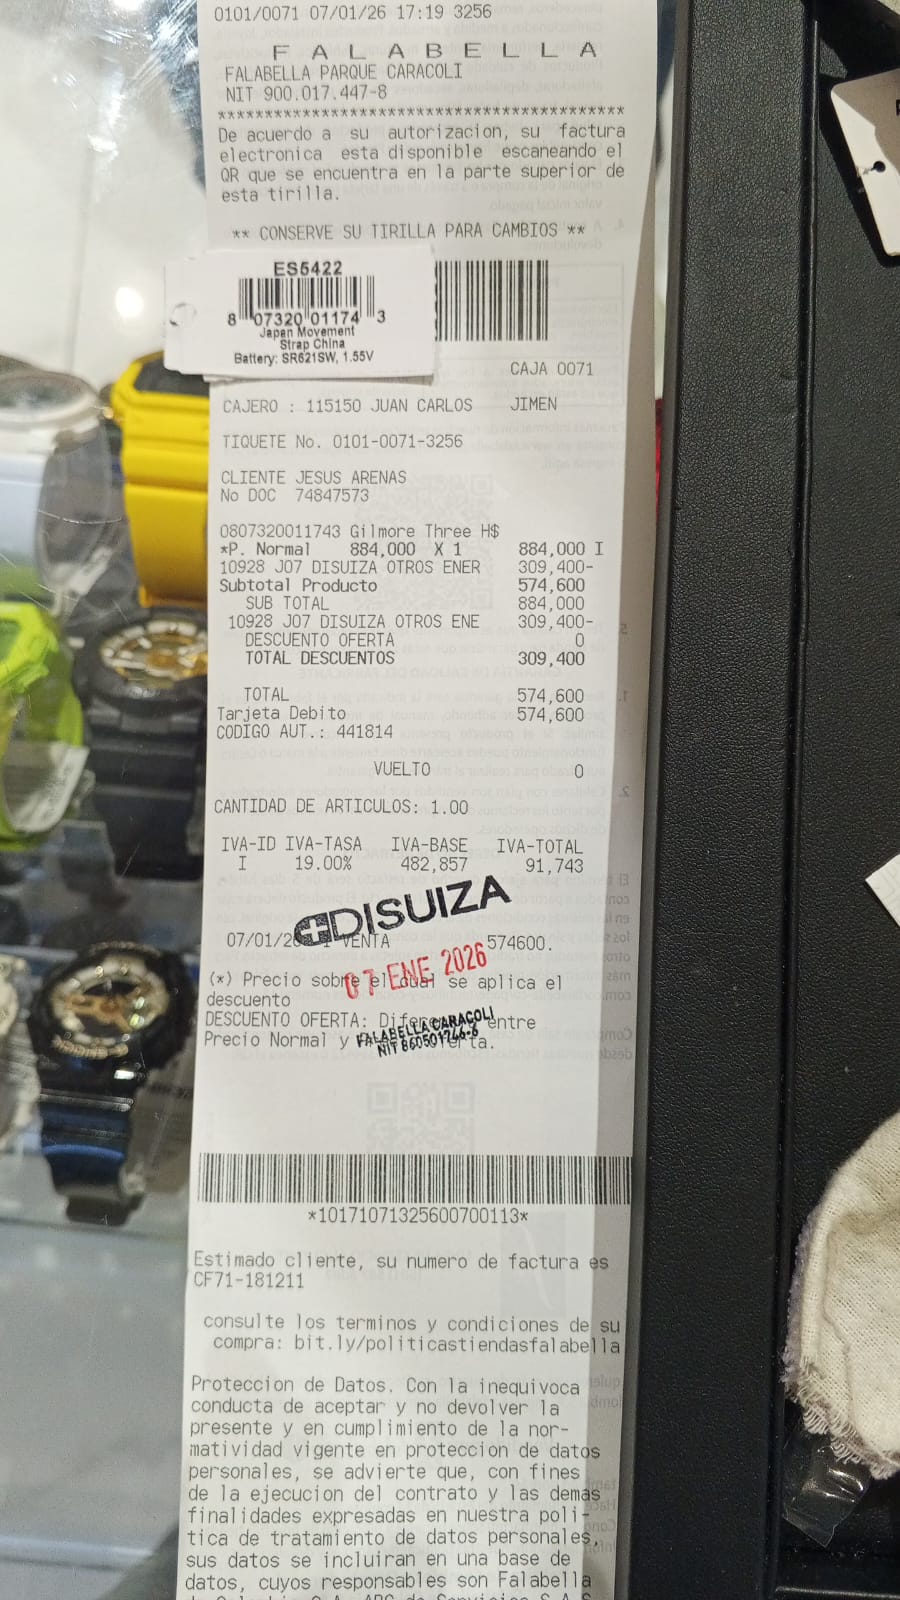 0101/0071 07/01/26 17:19 3256
F A L A B E L L A
FALABELLA PARQUE CARACOLI
NIT 900.017.447-8
*******************************************
De acuerdo a su autorizacion, su factura
electronica esta disponible escaneando el
QR que se encuentra en la parte superior de
esta tirilla.
** CONSERVE SU TIRILLA PARA CAMBIOS **
ES5422
8 07320 01174 3
Japan Movement
Strap China
Battery: SR621SW, 1.55V
CAJA 0071
CAJERO : 115150 JUAN CARLOS JIMEN
TIQUETE No. 0101-0071-3256
CLIENTE JESUS ARENAS
No DOC 74847573
0807320011743 Gilmore Three H$
*P. Normal 884,000 X 1 884,000 I
10928 J07 DISUIZA OTROS ENER 309,400-
Subtotal Producto 574,600
SUB TOTAL 884,000
10928 J07 DISUIZA OTROS ENE 309,400-
DESCUENTO OFERTA 0
TOTAL DESCUENTOS 309,400
TOTAL 574,600
Tarjeta Debito 574,600
CODIGO AUT.: 441814
VUELTO 0
CANTIDAD DE ARTICULOS: 1.00
IVA-ID IVA-TASA IVA-BASE IVA-TOTAL
I 19.00% 482,857 91,743
DISUIZA
07/01/26 VENTA 574600.
07 ENE 2026
(*) Precio sobre el cual se aplica el
descuento
DESCUENTO OFERTA: Diferencia entre
Precio Normal y oferta.
FALABELLA CARACOLI
NIT 860501746-6
*10171071325600700113*
Estimado cliente, su numero de factura es
CF71-181211
consulte los terminos y condiciones de su
compra: bit.ly/politicastiendasfalabella
Proteccion de Datos. Con la inequivoca
conducta de aceptar y no devolver la
presente y en cumplimiento de la nor-
matividad vigente en proteccion de datos
personales, se advierte que, con fines
de la ejecucion del contrato y las demas
finalidades expresadas en nuestra poli-
tica de tratamiento de datos personales,
sus datos se incluiran en una base de
datos, cuyos responsables son Falabella